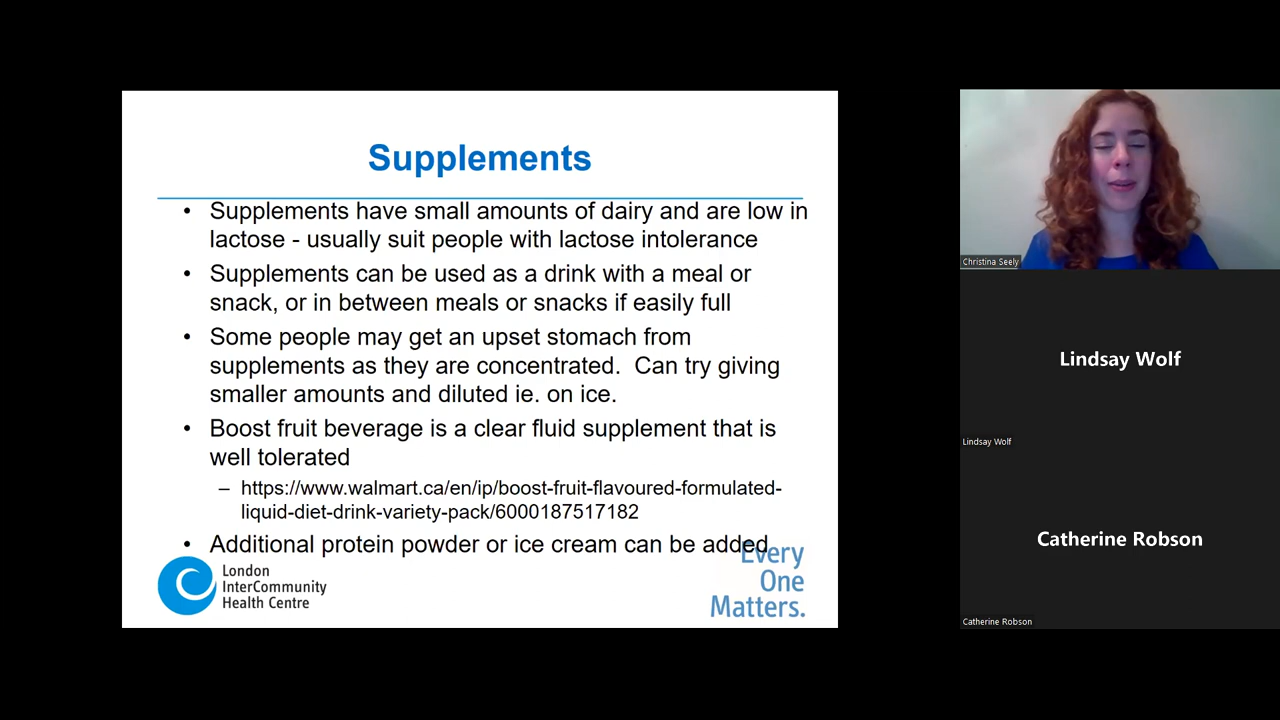 Supplements
• Supplements have small amounts of dairy and are low in
lactose - usually suit people with lactose intolerance
• Supplements can be used as a drink with a meal or
snack, or in between meals or snacks if easily full
• Some people may get an upset stomach from
supplements as they are concentrated.  Can try giving
smaller amounts and diluted ie. on ice.
• Boost fruit beverage is a clear fluid supplement that is
well tolerated
– https://www.walmart.ca/en/ip/boost-fruit-flavoured-formulated-
liquid-diet-drink-variety-pack/6000187517182
• Additional protein powder or ice cream can be added
London
InterCommunity
Health Centre
Every
One
Matters.
Christina Seely
Lindsay Wolf
Lindsay Wolf
Catherine Robson
Catherine Robson